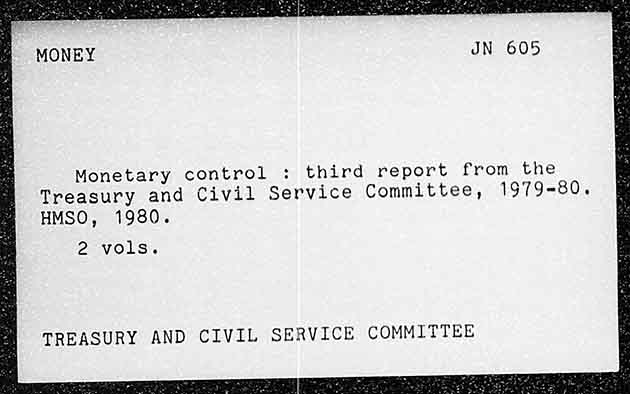 MONEY JN 605
Monetary control : third report from the
Treasury and Civil Service Committee, 1979-80.
HMSO, 1980.
2 vols.
TREASURY AND CIVIL SERVICE COMMITTEE